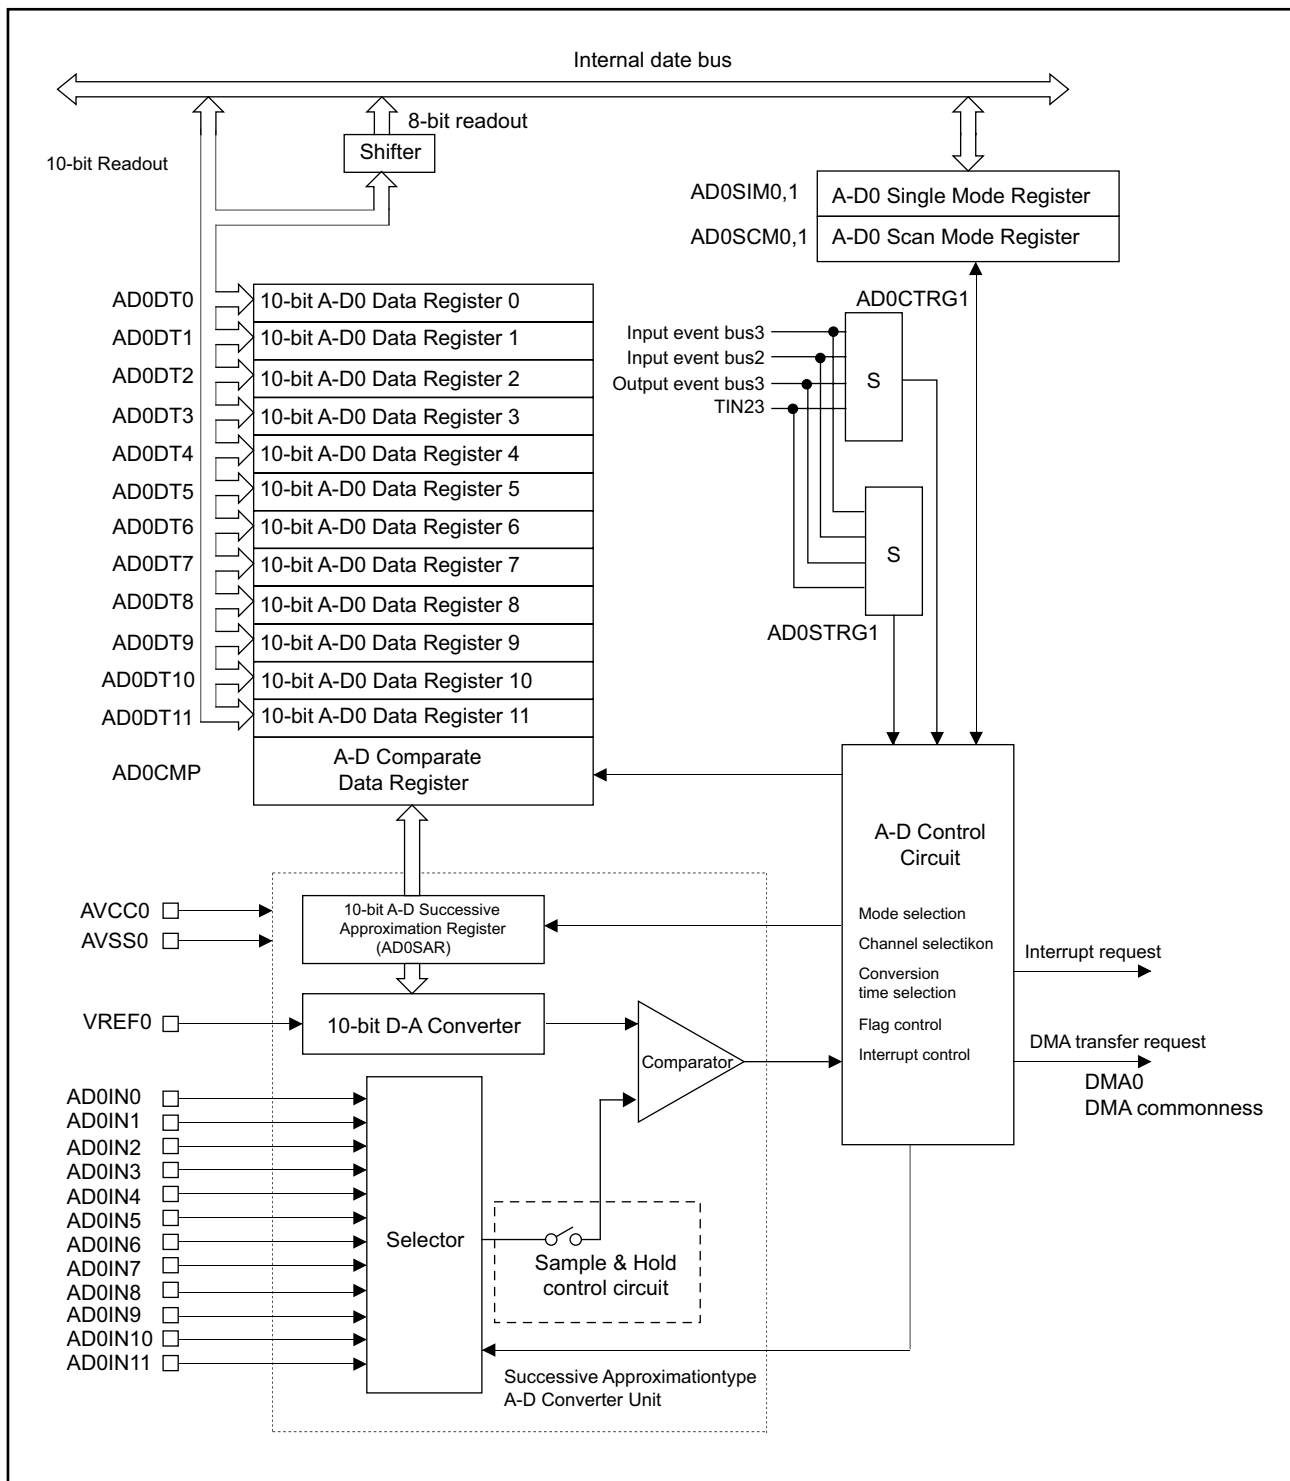 Internal date bus
8-bit readout
Shifter
10-bit Readout
AD0SIM0,1
A-D0 Single Mode Register
AD0SCM0,1
A-D0 Scan Mode Register
AD0CTRG1
AD0DT0
10-bit A-D0 Data Register 0
AD0DT1
10-bit A-D0 Data Register 1
AD0DT2
10-bit A-D0 Data Register 2
AD0DT3
10-bit A-D0 Data Register 3
AD0DT4
10-bit A-D0 Data Register 4
AD0DT5
10-bit A-D0 Data Register 5
AD0DT6
10-bit A-D0 Data Register 6
AD0DT7
10-bit A-D0 Data Register 7
AD0DT8
10-bit A-D0 Data Register 8
AD0DT9
10-bit A-D0 Data Register 9
AD0DT10
10-bit A-D0 Data Register 10
AD0DT11
10-bit A-D0 Data Register 11
AD0CMP
A-D Comparate
Data Register
Input event bus3
Input event bus2
Output event bus3
TIN23
S
S
AD0STRG1
A-D Control
Circuit
Mode selection
Channel selectikon
Conversion
time selection
Flag control
Interrupt control
Interrupt request
DMA transfer request
DMA0
DMA commonness
AVCC0
AVSS0
10-bit A-D Successive
Approximation Register
(AD0SAR)
VREF0
10-bit D-A Converter
Comparator
AD0IN0
AD0IN1
AD0IN2
AD0IN3
AD0IN4
AD0IN5
AD0IN6
AD0IN7
AD0IN8
AD0IN9
AD0IN10
AD0IN11
Selector
Sample & Hold
control circuit
Successive Approximationtype
A-D Converter Unit